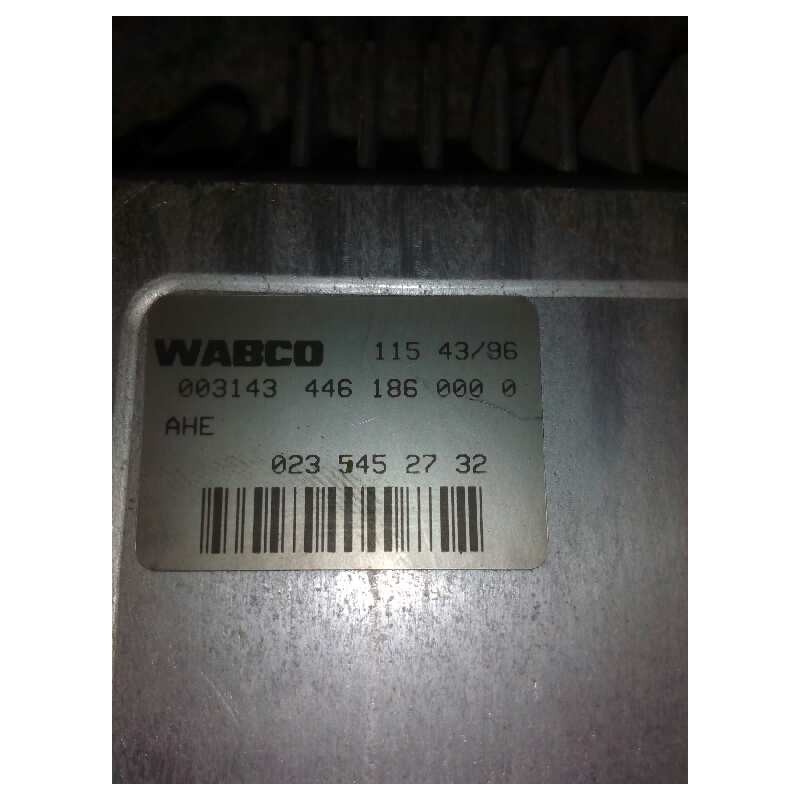 WABCO 115 43/96
003143 446 186 000 0
AHE
023 545 27 32